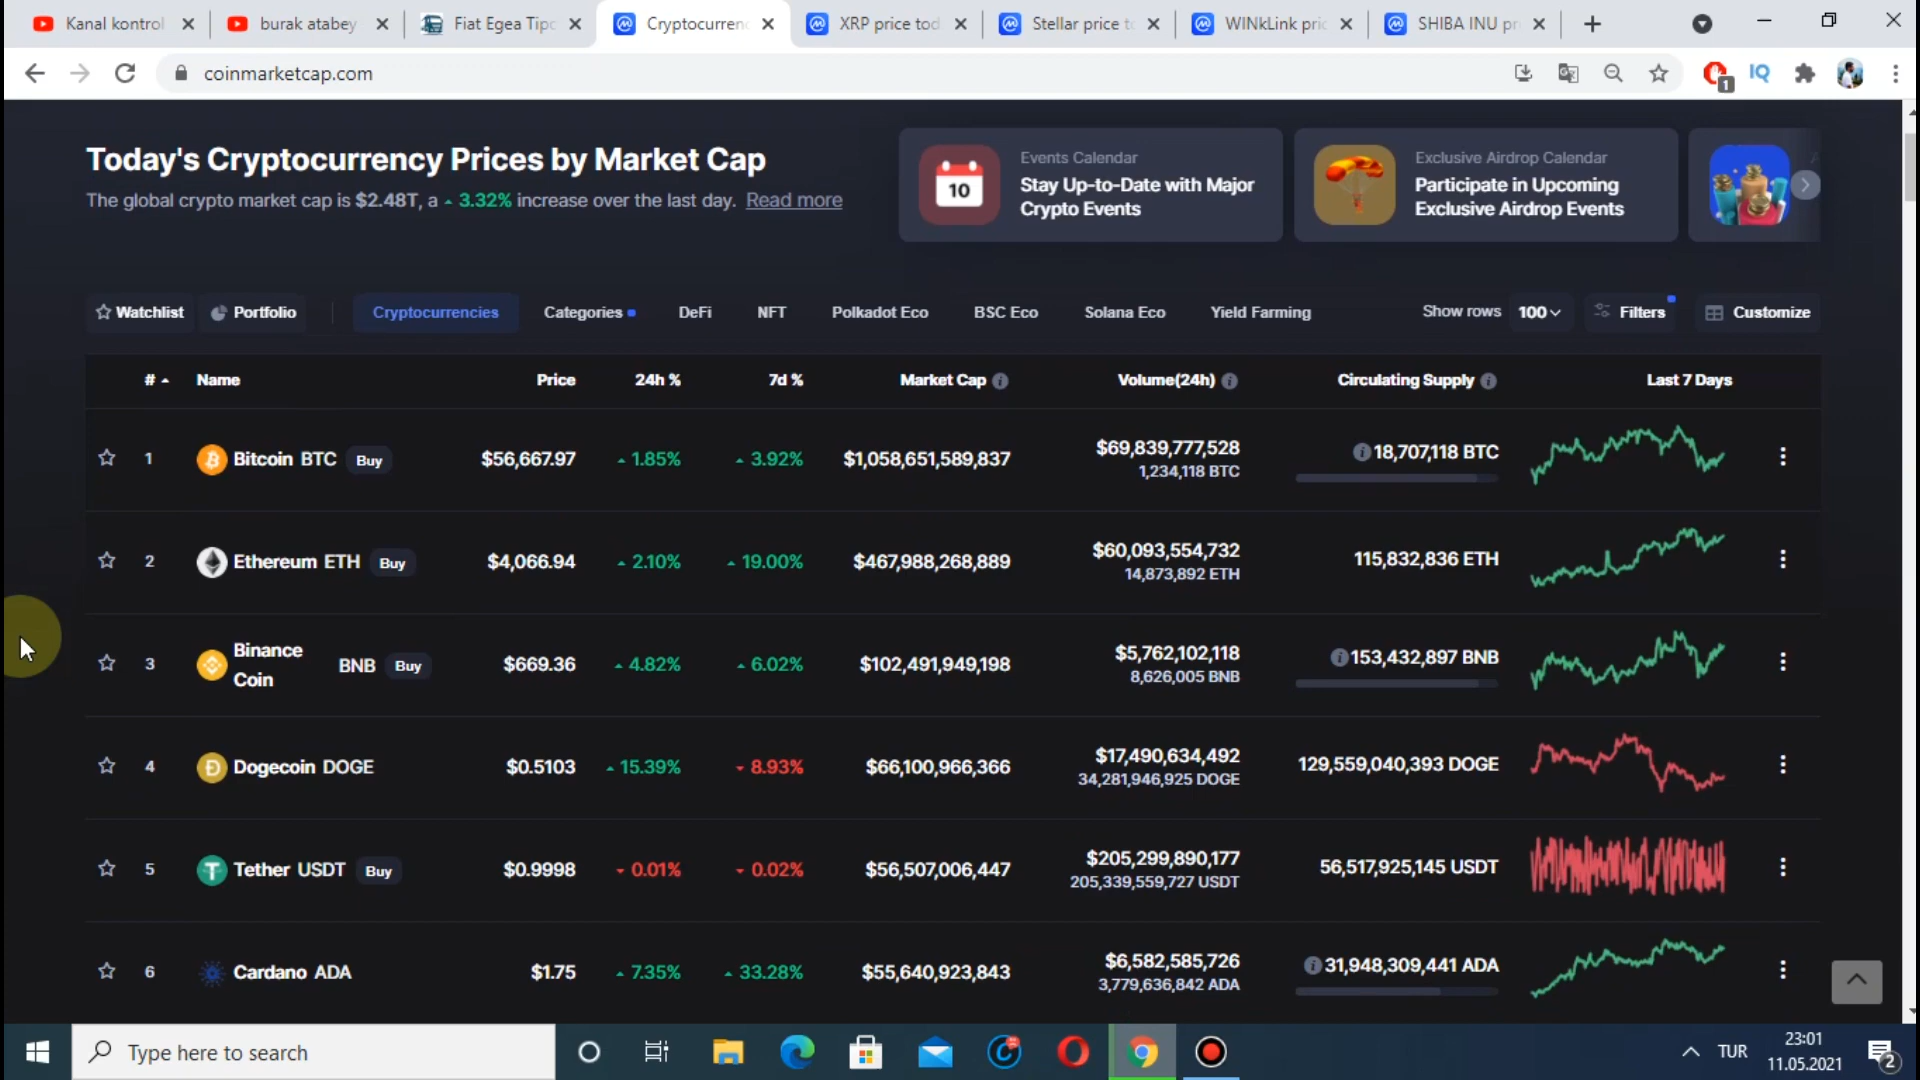 Kanal kontrol
burak atabey
Fiat Egea Tipo
Cryptocurren
XRP price tod
Stellar price to
WINkLink pric
SHIBA INU pr
coinmarketcap.com
1
IQ
Today's Cryptocurrency Prices by Market Cap
The global crypto market cap is $2.48T, a 3.32% increase over the last day. Read more
10
Events Calendar
Stay Up-to-Date with Major
Crypto Events
Exclusive Airdrop Calendar
Participate in Upcoming
Exclusive Airdrop Events
Watchlist Portfolio Cryptocurrencies Categories DeFi NFT Polkadot Eco BSC Eco Solana Eco Yield Farming Show rows 100 Filters Customize
# Name Price 24h % 7d % Market Cap Volume(24h) Circulating Supply Last 7 Days
1 Bitcoin BTC Buy $56,667.97 1.85% 3.92% $1,058,651,589,837 $69,839,777,528 18,707,118 BTC
1,234,118 BTC
2 Ethereum ETH Buy $4,066.94 2.10% 19.00% $467,988,268,889 $60,093,554,732 115,832,836 ETH
14,873,892 ETH
3 Binance Coin BNB Buy $669.36 4.82% 6.02% $102,491,949,198 $5,762,102,118 153,432,897 BNB
8,626,005 BNB
4 Dogecoin DOGE $0.5103 15.39% 8.93% $66,100,966,366 $17,490,634,492 129,559,040,393 DOGE
34,281,946,925 DOGE
5 Tether USDT Buy $0.9998 0.01% 0.02% $56,507,006,447 $205,299,890,177 56,517,925,145 USDT
205,339,559,727 USDT
6 Cardano ADA $1.75 7.35% 33.28% $55,640,923,843 $6,582,585,726 31,948,309,441 ADA
3,779,636,842 ADA
Type here to search
TUR
23:01
11.05.2021
2